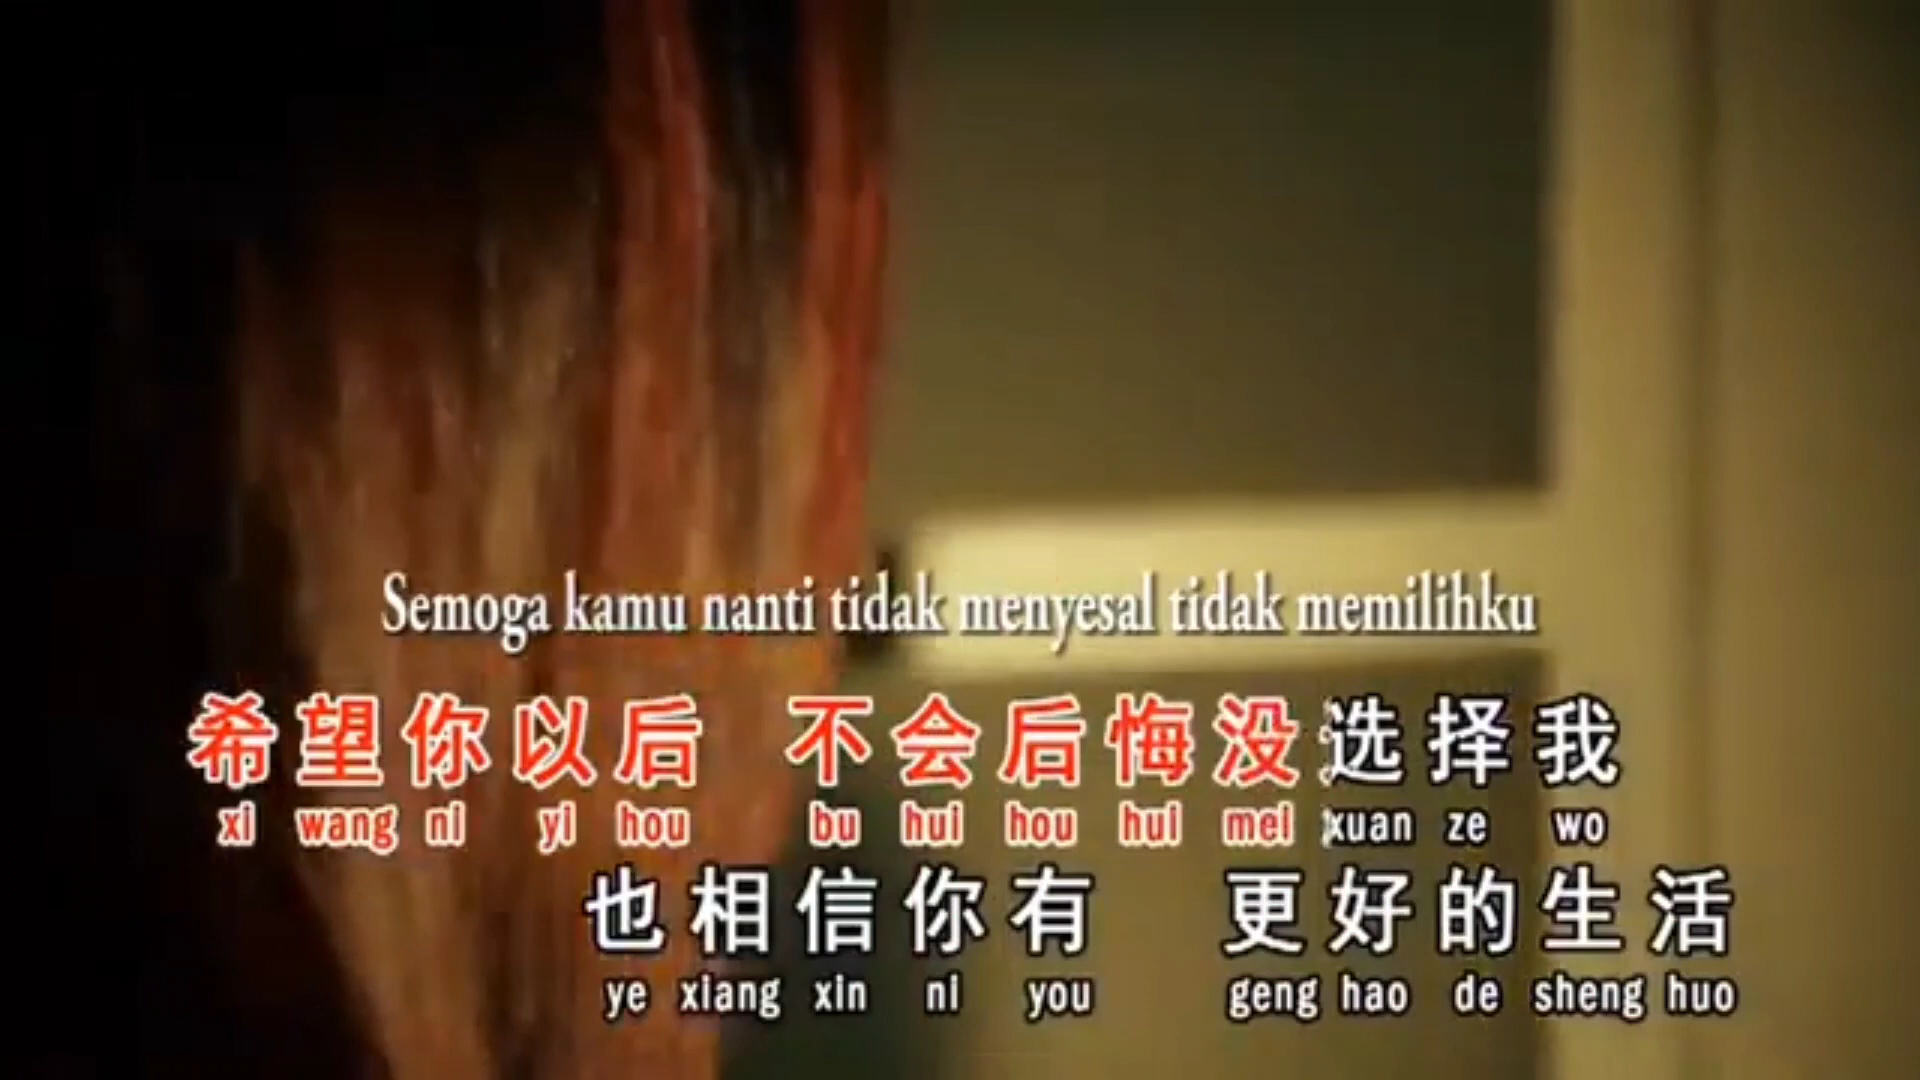 Semoga kamu nanti tidak menyesal tidak memilihku
希望你以后 不会后悔没选择我
xi wang ni yi hou bu hui hou hui mei xuan ze wo
也相信你有 更好的生活
ye xiang xin ni you geng hao de sheng huo